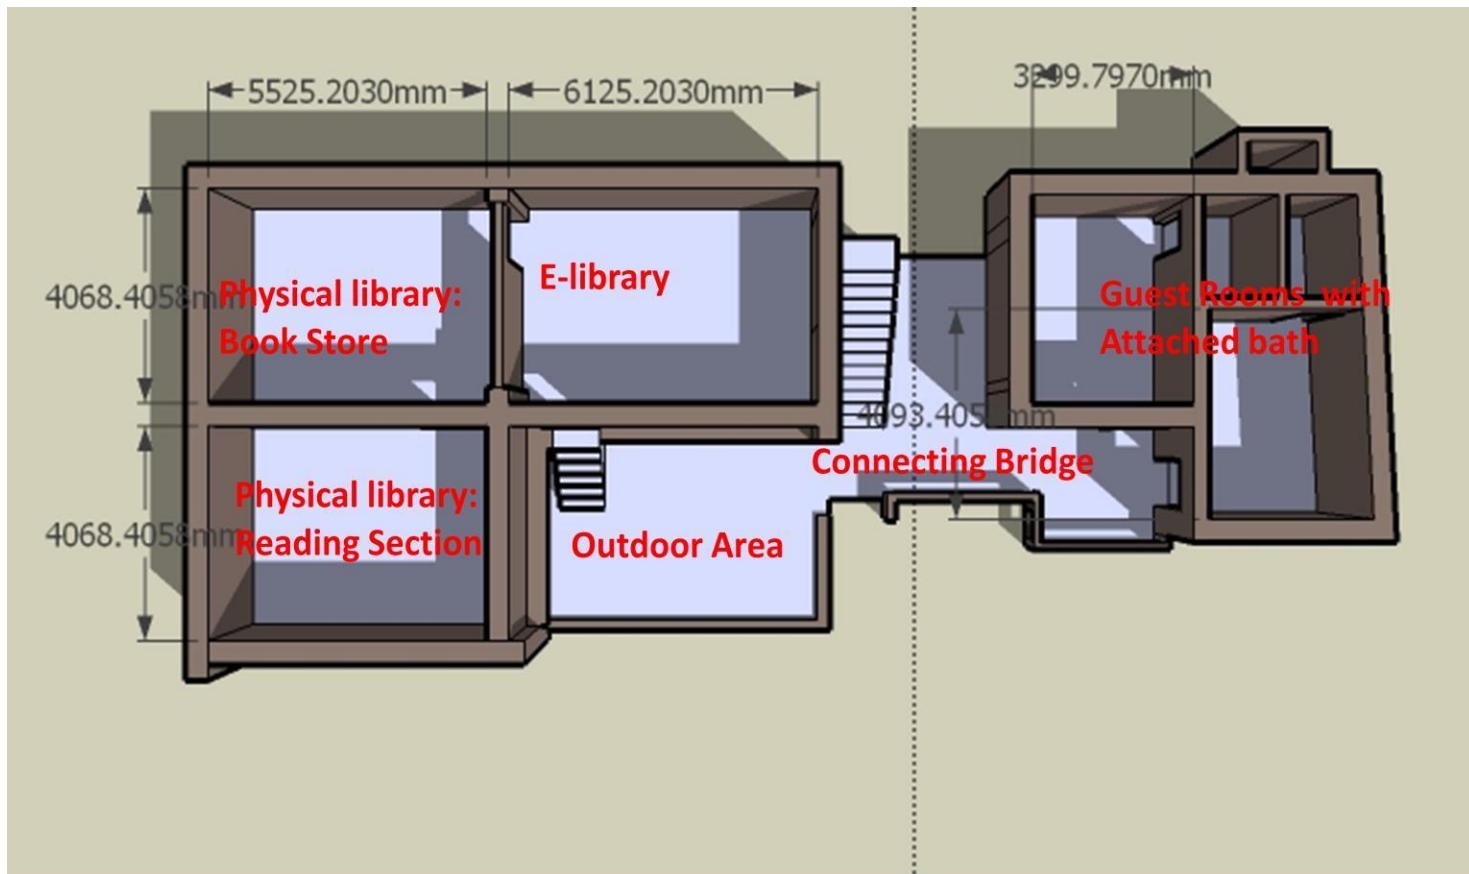 5525.2030mm
6125.2030mm
3299.7970mm
4068.4058mm
Physical library:
Book Store
E-library
Guest Rooms with
Attached bath
4093.405 mm
Connecting Bridge
4068.4058mm
Physical library:
Reading Section
Outdoor Area